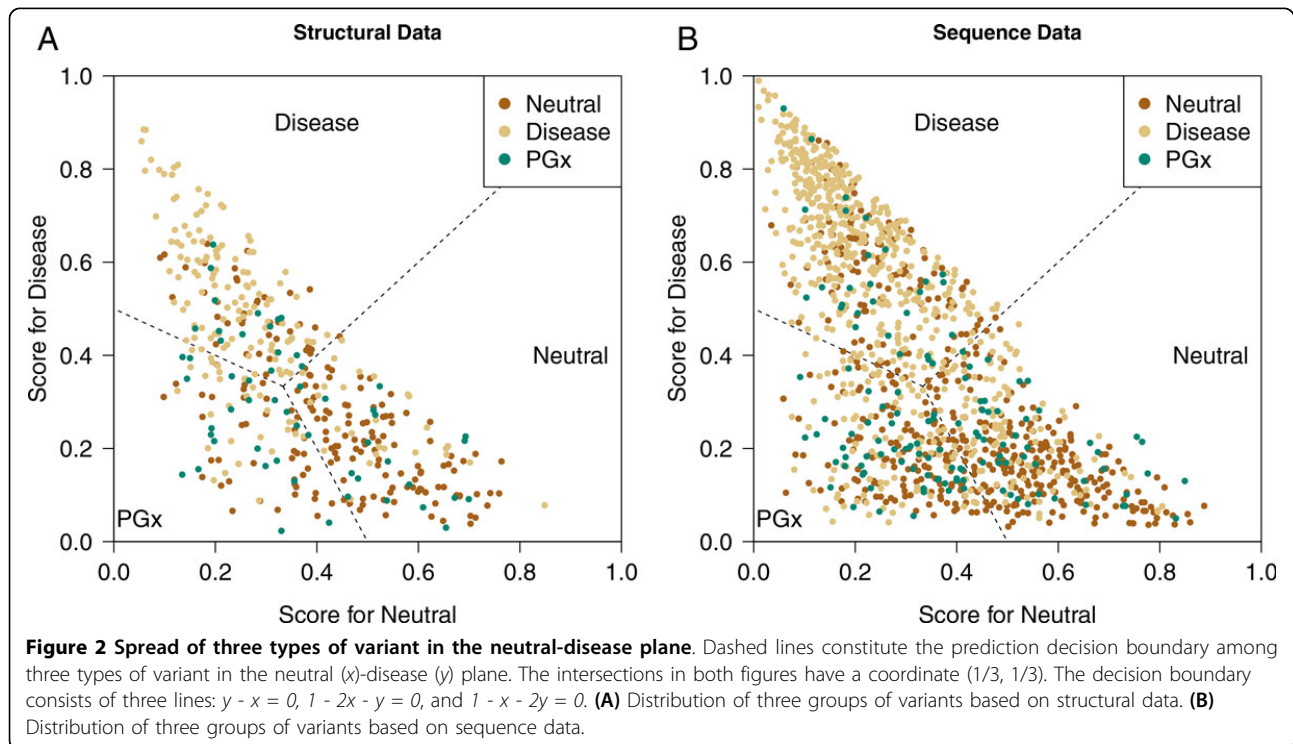 A
Structural Data
Score for Disease
1.0
0.8
0.6
0.4
0.2
0.0
Neutral
Disease
PGx
Disease
Neutral
PGx
0.0 0.2 0.4 0.6 0.8 1.0
Score for Neutral
B
Sequence Data
Score for Disease
1.0
0.8
0.6
0.4
0.2
0.0
Neutral
Disease
PGx
Disease
Neutral
PGx
0.0 0.2 0.4 0.6 0.8 1.0
Score for Neutral
Figure 2 Spread of three types of variant in the neutral-disease plane. Dashed lines constitute the prediction decision boundary among
three types of variant in the neutral (x)-disease (y) plane. The intersections in both figures have a coordinate (1/3, 1/3). The decision boundary
consists of three lines: y - x = 0, 1 - 2x - y = 0, and 1 - x - 2y = 0. (A) Distribution of three groups of variants based on structural data. (B)
Distribution of three groups of variants based on sequence data.